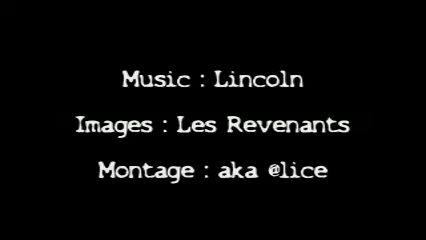 Music : Lincoln
Images : Les Revenants
Montage : aka @lice